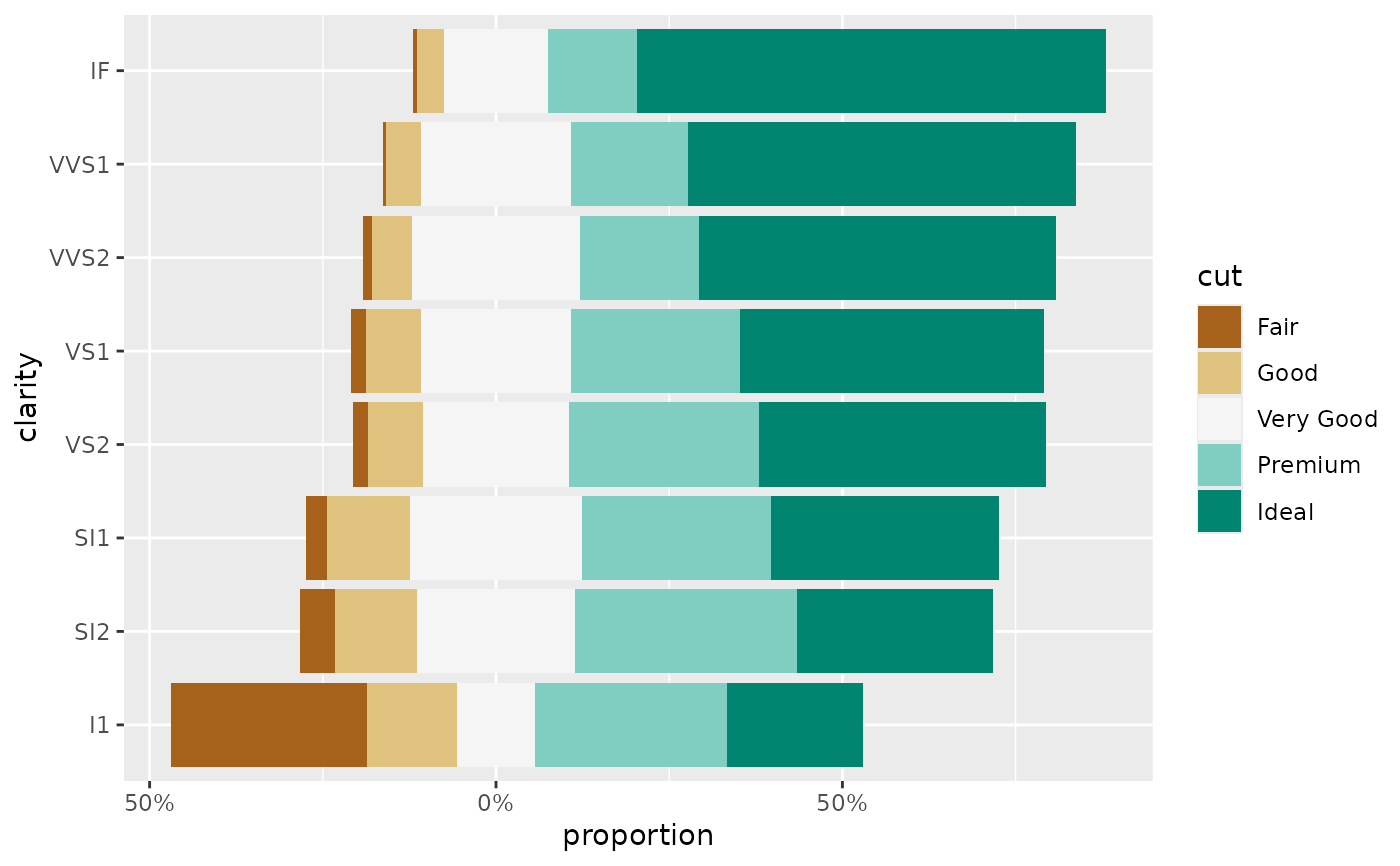 IF
VVS1
VVS2
VS1
VS2
SI1
SI2
I1
clarity
50%
0%
50%
proportion
cut
Fair
Good
Very Good
Premium
Ideal